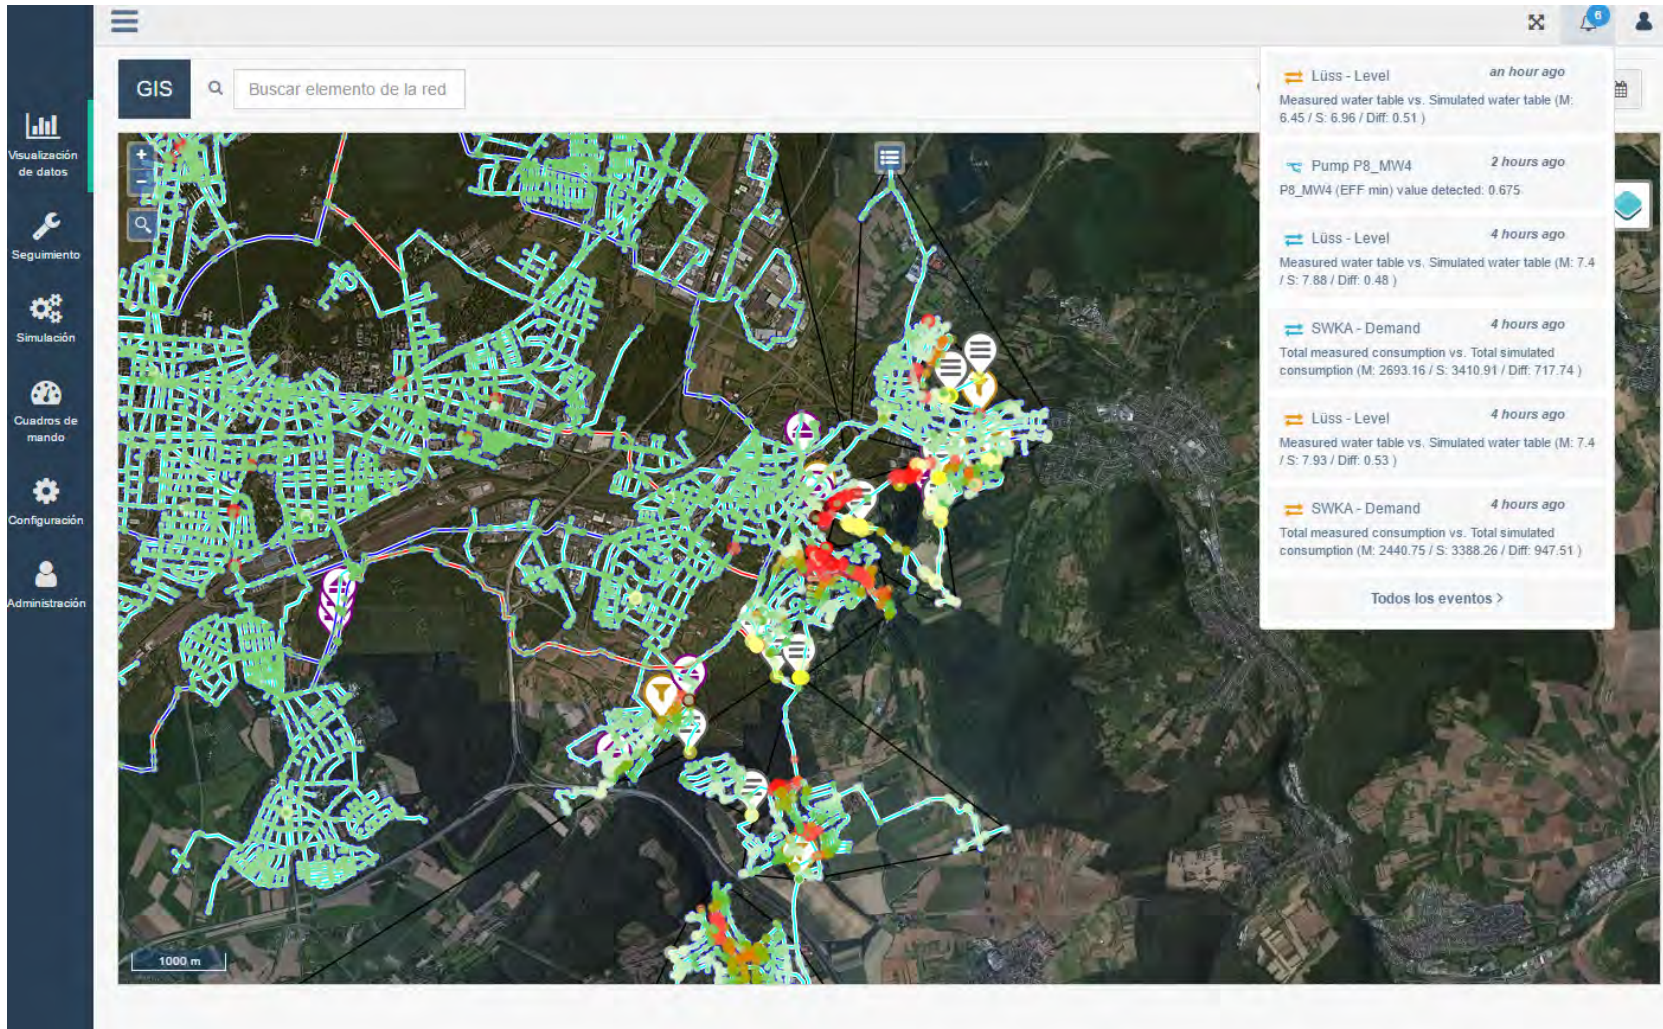 6
GIS
Buscar elemento de la red
Visualización
de datos
Seguimiento
Simulación
Cuadros de
mando
Configuración
Administración
+
−
1000 m
Lüss - Level an hour ago
Measured water table vs. Simulated water table (M:
6.45 / S: 6.96 / Diff: 0.51 )
Pump P8_MW4 2 hours ago
P8_MW4 (EFF min) value detected: 0.675
Lüss - Level 4 hours ago
Measured water table vs. Simulated water table (M: 7.4
/ S: 7.88 / Diff: 0.48 )
SWKA - Demand 4 hours ago
Total measured consumption vs. Total simulated
consumption (M: 2693.16 / S: 3410.91 / Diff: 717.74 )
Lüss - Level 4 hours ago
Measured water table vs. Simulated water table (M: 7.4
/ S: 7.93 / Diff: 0.53 )
SWKA - Demand 4 hours ago
Total measured consumption vs. Total simulated
consumption (M: 2440.75 / S: 3388.26 / Diff: 947.51 )
Todos los eventos >